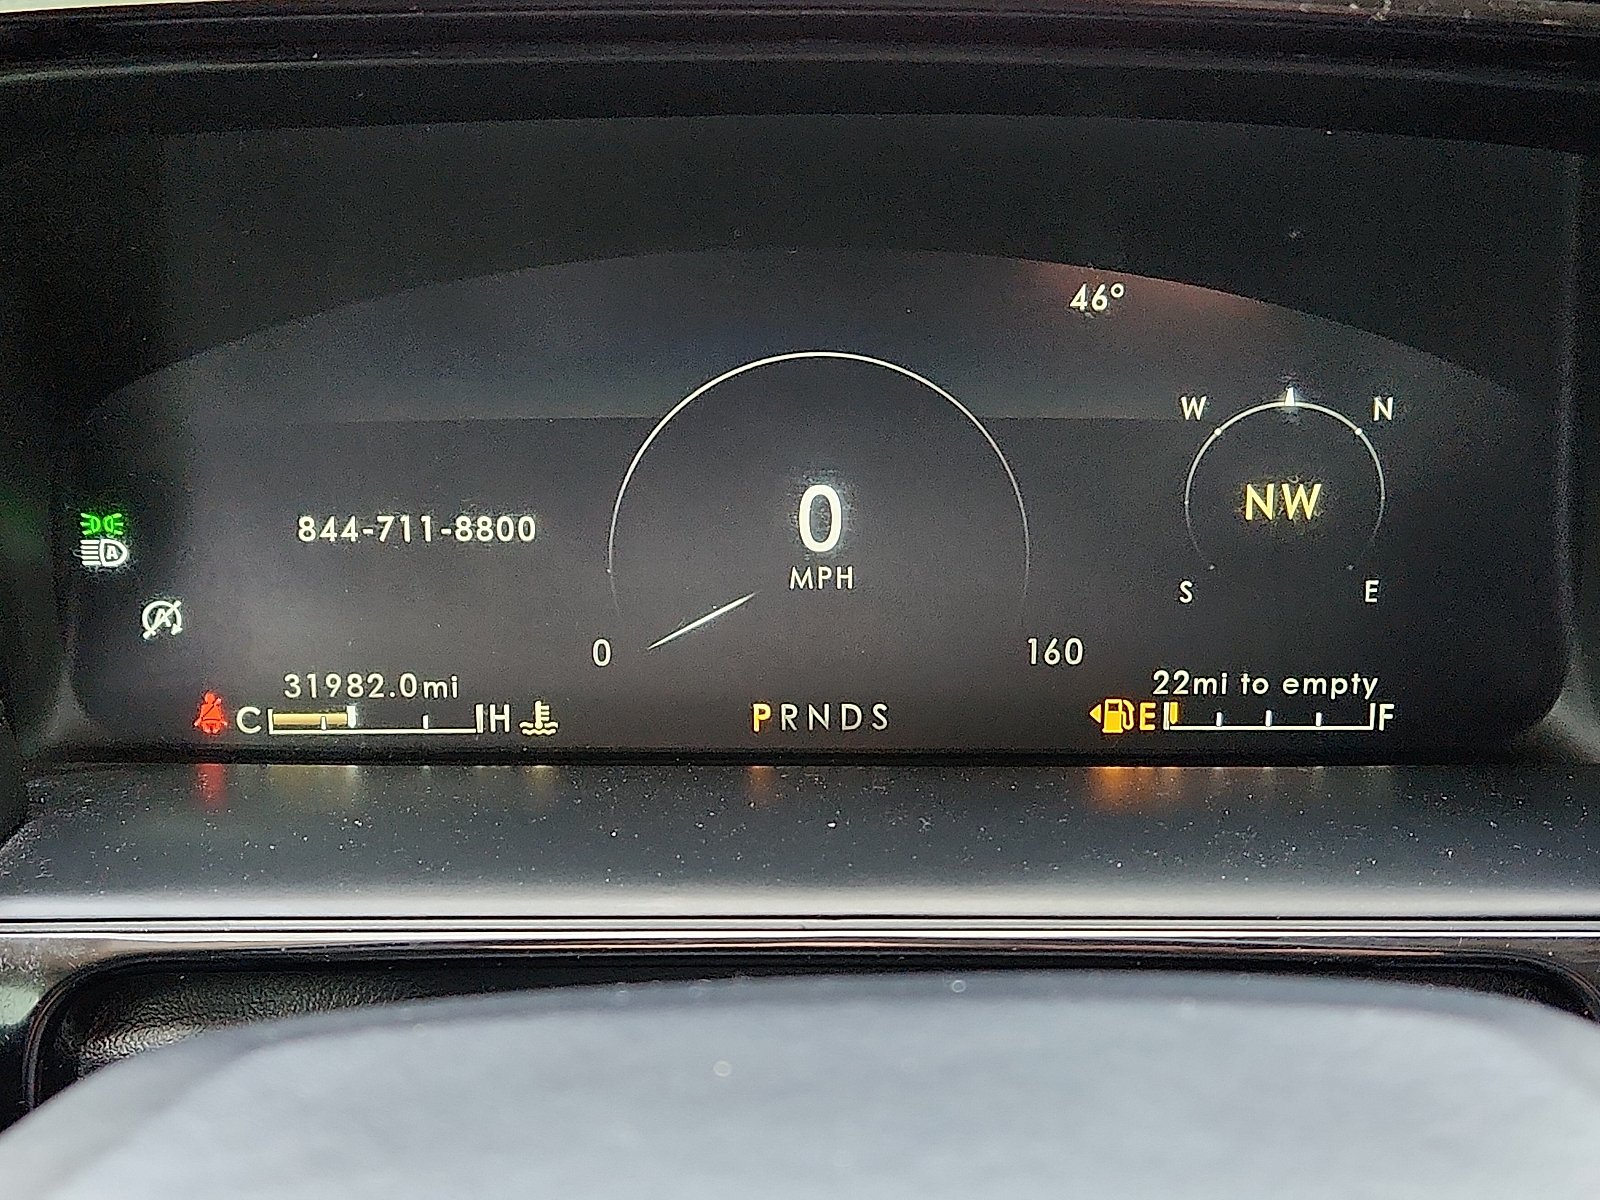 46°
W N
NW
S E
844-711-8800
0
MPH
0 160
31982.0mi
22mi to empty
C H
PRNDS
E F
A
A